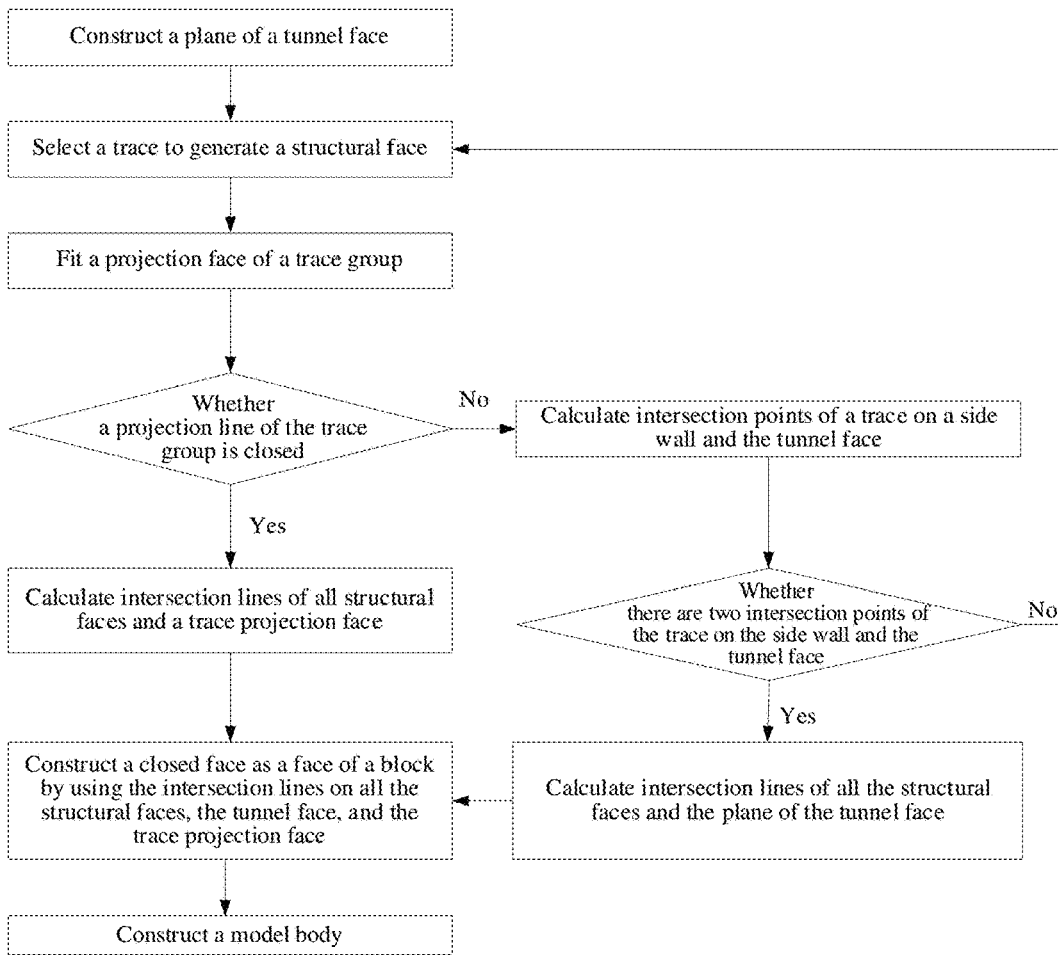 Construct a plane of a tunnel face
Select a trace to generate a structural face
Fit a projection face of a trace group
Whether
a projection line of the trace
group is closed
No
Calculate intersection points of a trace on a side
wall and the tunnel face
Yes
Calculate intersection lines of all structural
faces and a trace projection face
Whether
there are two intersection points of
the trace on the side wall and the
tunnel face
No
Yes
Construct a closed face as a face of a block
by using the intersection lines on all the
structural faces, the tunnel face, and the
trace projection face
Calculate intersection lines of all the structural
faces and the plane of the tunnel face
Construct a model body